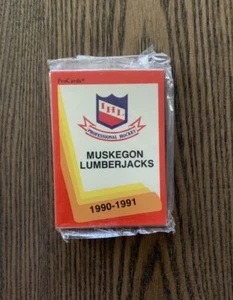 ProCards®
IHL
PROFESSIONAL HOCKEY
MUSKEGON
LUMBERJACKS
1990-1991